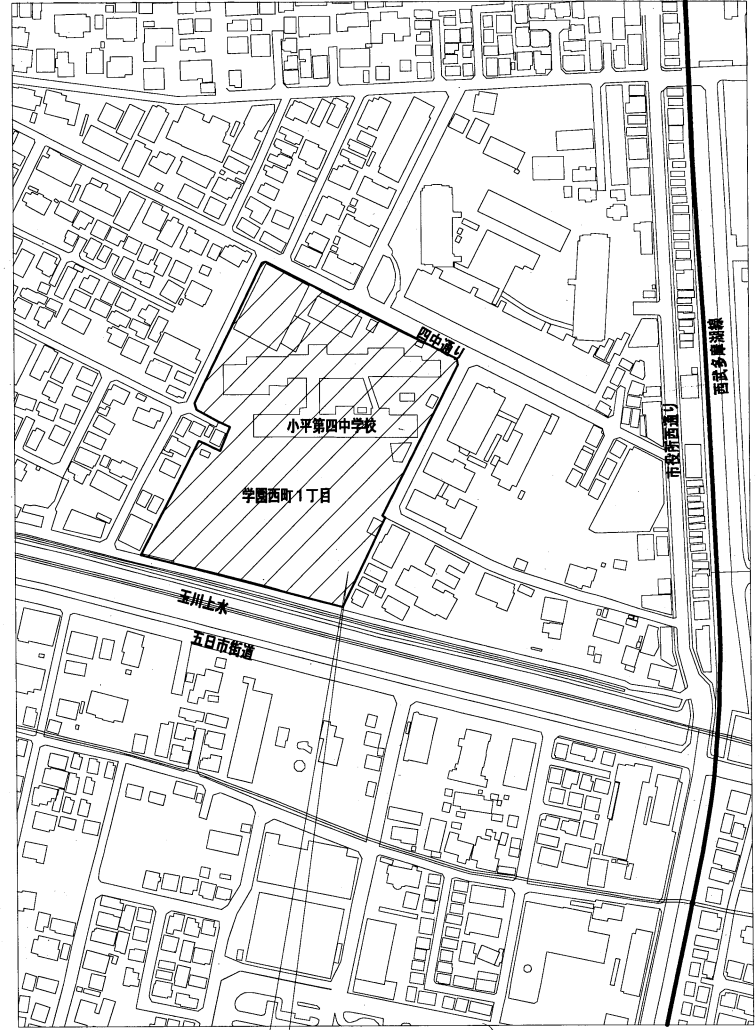 四中通り
西武多摩湖線
市役所西通り
小平第四中学校
学園西町1丁目
玉川上水
五日市街道